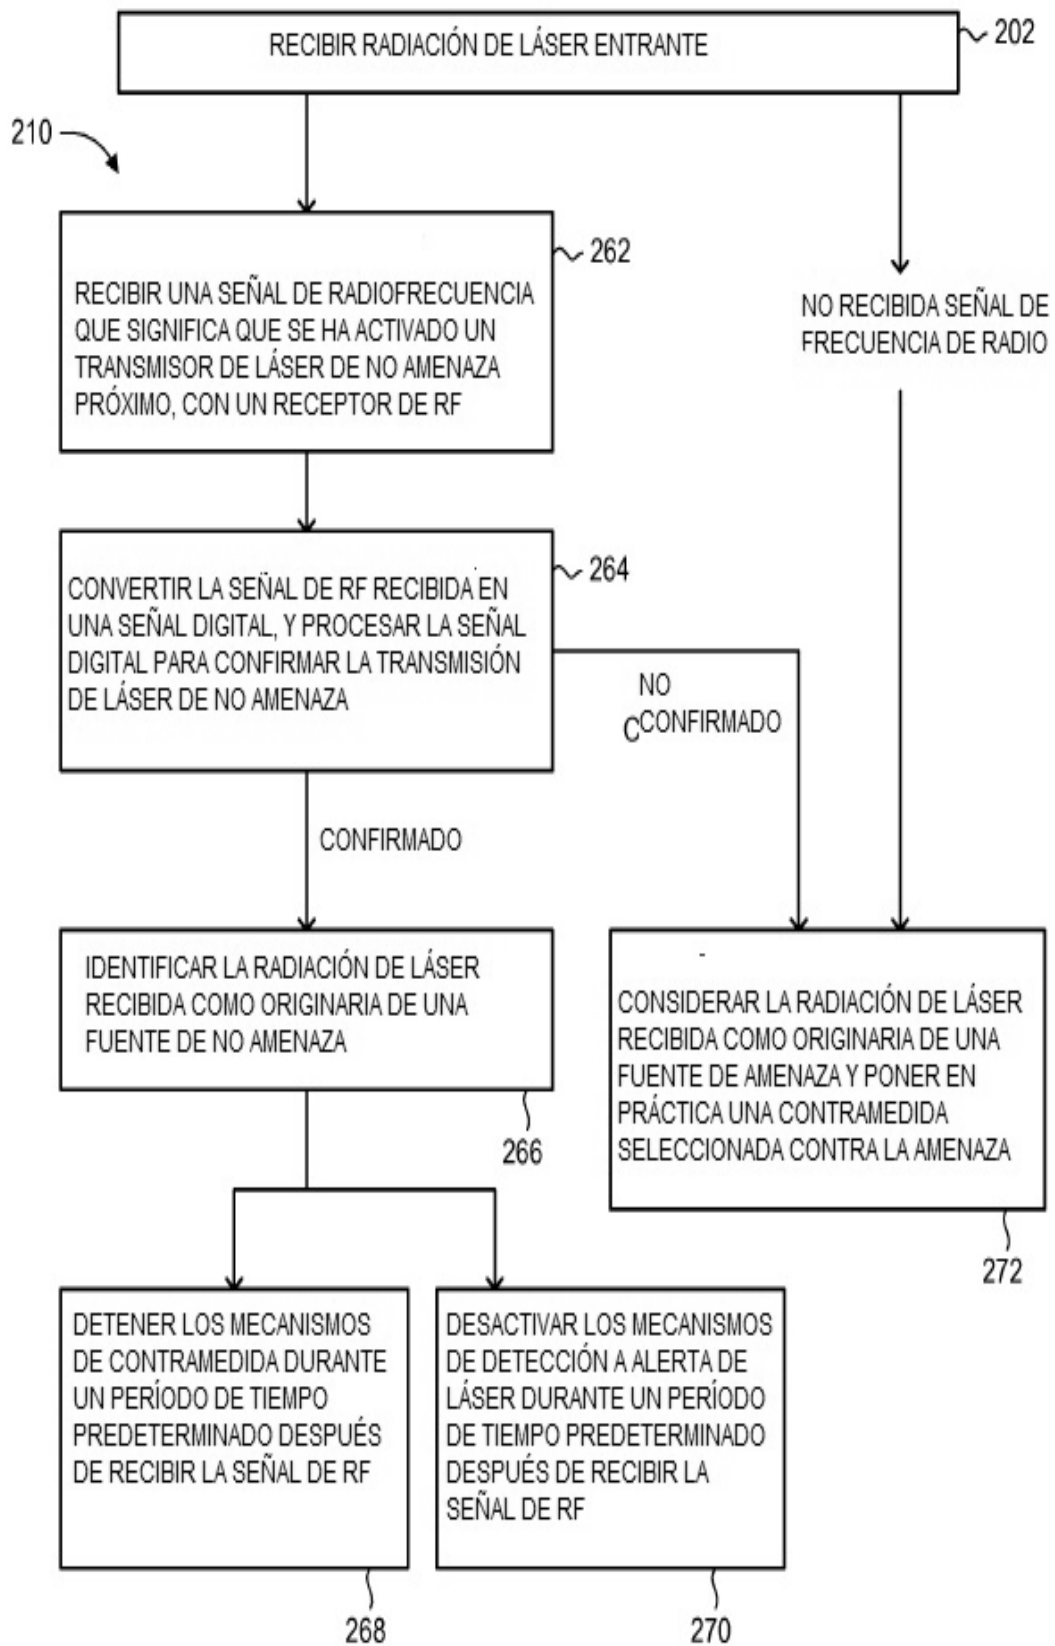 RECIBIR RADIACIÓN DE LÁSER ENTRANTE
202
210
262
RECIBIR UNA SEÑAL DE RADIOFRECUENCIA
QUE SIGNIFICA QUE SE HA ACTIVADO UN
TRANSMISOR DE LÁSER DE NO AMENAZA
PRÓXIMO, CON UN RECEPTOR DE RF
NO RECIBIDA SEÑAL DE
FRECUENCIA DE RADIO
264
CONVERTIR LA SEÑAL DE RF RECIBIDA EN
UNA SEÑAL DIGITAL, Y PROCESAR LA SEÑAL
DIGITAL PARA CONFIRMAR LA TRANSMISIÓN
DE LÁSER DE NO AMENAZA
NO
CCONFIRMADO
CONFIRMADO
IDENTIFICAR LA RADIACIÓN DE LÁSER
RECIBIDA COMO ORIGINARIA DE UNA
FUENTE DE NO AMENAZA
266
CONSIDERAR LA RADIACIÓN DE LÁSER
RECIBIDA COMO ORIGINARIA DE UNA
FUENTE DE AMENAZA Y PONER EN
PRÁCTICA UNA CONTRAMEDIDA
SELECCIONADA CONTRA LA AMENAZA
272
DETENER LOS MECANISMOS
DE CONTRAMEDIDA DURANTE
UN PERÍODO DE TIEMPO
PREDETERMINADO DESPUÉS
DE RECIBIR LA SEÑAL DE RF
268
DESACTIVAR LOS MECANISMOS
DE DETECCIÓN A ALERTA DE
LÁSER DURANTE UN PERÍODO
DE TIEMPO PREDETERMINADO
DESPUÉS DE RECIBIR LA
SEÑAL DE RF
270